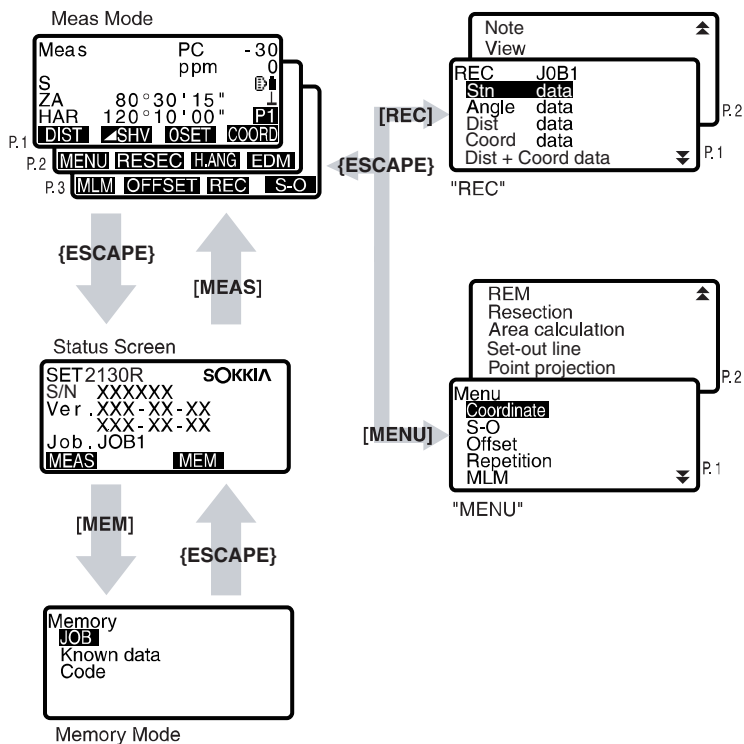 Meas Mode
Meas PC -30
ppm 0
S
ZA 80°30'15"
HAR 120°10'00" P1
DIST ◢SHV 0SET COORD
P.1
MENU RESEC H.ANG EDM
P.2
MLM OFFSET REC S-O
P.3
{ESCAPE}
[MEAS]
Status Screen
SET2130R SOKKIA
S/N XXXXXX
Ver.XXX-XX-XX
XXX-XX-XX
Job.JOB1
MEAS MEM
[MEM]
{ESCAPE}
Memory
JOB
Known data
Code
Memory Mode
[REC]
{ESCAPE}
Note
View
P.2
REC J0B1
Stn data
Angle data
Dist data
Coord data
Dist + Coord data
P.1
"REC"
[MENU]
REM
Resection
Area calculation
Set-out line
Point projection
P.2
Menu
Coordinate
S-O
Offset
Repetition
MLM
P.1
"MENU"